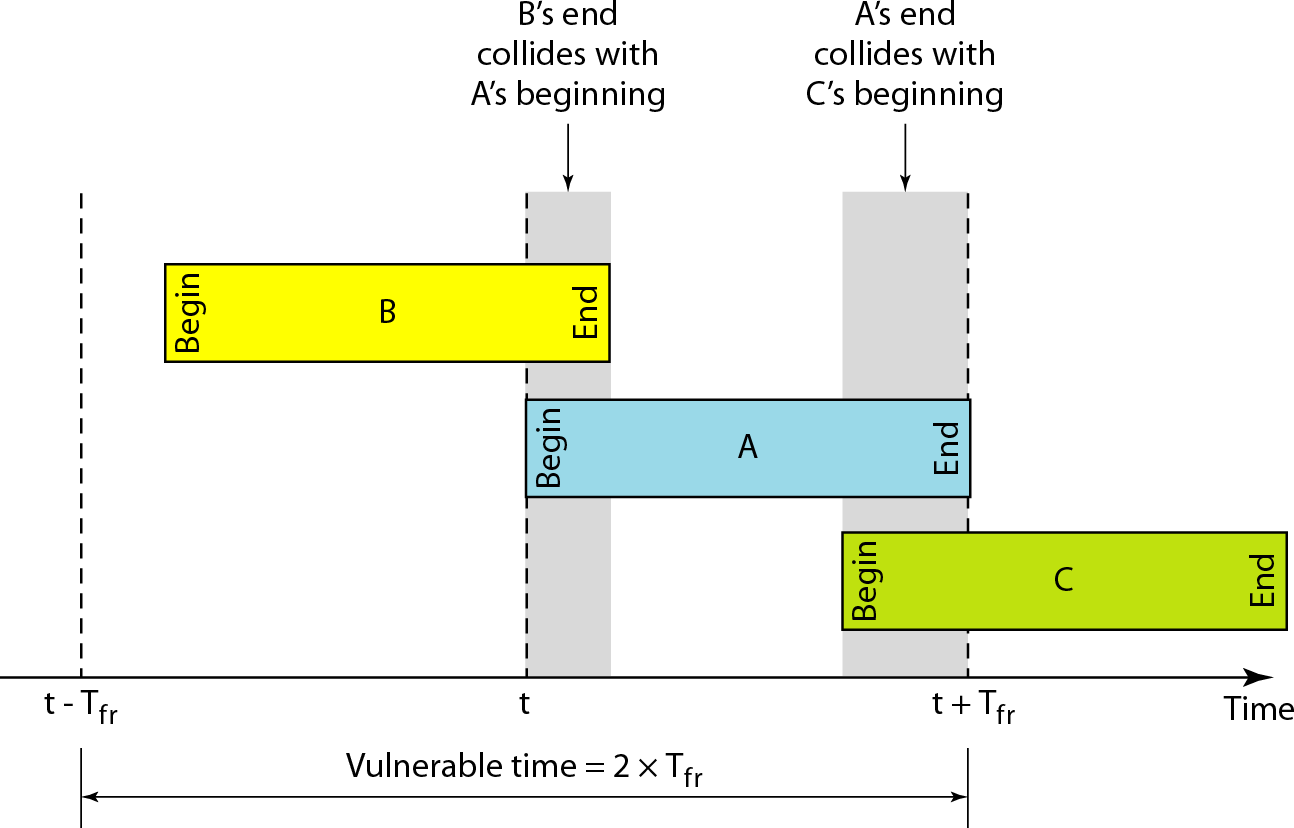 B’s end
collides with
A’s beginning
A’s end
collides with
C’s beginning
Begin
B
End
Begin
A
End
Begin
C
End
t - Tfr
t
t + Tfr
Time
Vulnerable time = 2 × Tfr